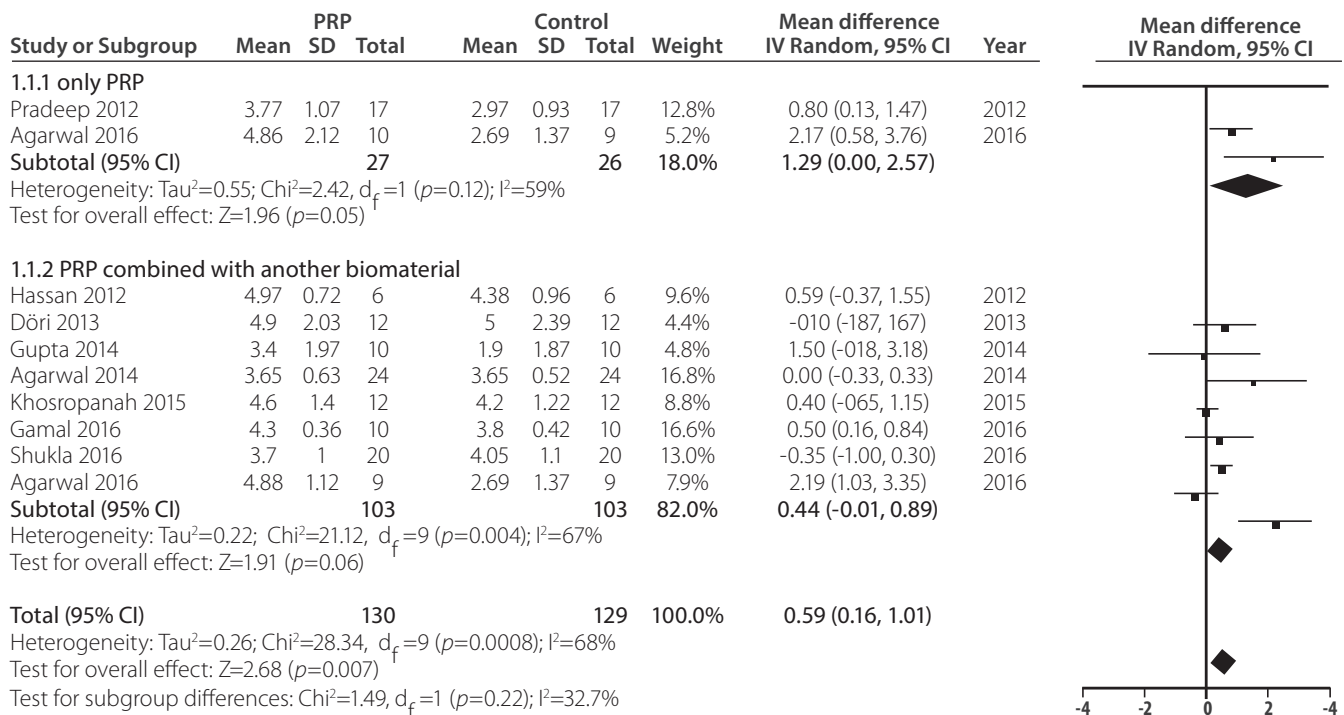 PRP Control Mean difference Mean difference
Study or Subgroup Mean SD Total Mean SD Total Weight IV Random, 95% CI Year IV Random, 95% CI
1.1.1 only PRP
Pradeep 2012 3.77 1.07 17 2.97 0.93 17 12.8% 0.80 (0.13, 1.47) 2012
Agarwal 2016 4.86 2.12 10 2.69 1.37 9 5.2% 2.17 (0.58, 3.76) 2016
Subtotal (95% CI) 27 26 18.0% 1.29 (0.00, 2.57)
Heterogeneity: Tau²=0.55; Chi²=2.42, df=1 (p=0.12); I²=59%
Test for overall effect: Z=1.96 (p=0.05)
1.1.2 PRP combined with another biomaterial
Hassan 2012 4.97 0.72 6 4.38 0.96 6 9.6% 0.59 (-0.37, 1.55) 2012
Döri 2013 4.9 2.03 12 5 2.39 12 4.4% -010 (-187, 167) 2013
Gupta 2014 3.4 1.97 10 1.9 1.87 10 4.8% 1.50 (-018, 3.18) 2014
Agarwal 2014 3.65 0.63 24 3.65 0.52 24 16.8% 0.00 (-0.33, 0.33) 2014
Khosropanah 2015 4.6 1.4 12 4.2 1.22 12 8.8% 0.40 (-065, 1.15) 2015
Gamal 2016 4.3 0.36 10 3.8 0.42 10 16.6% 0.50 (0.16, 0.84) 2016
Shukla 2016 3.7 1 20 4.05 1.1 20 13.0% -0.35 (-1.00, 0.30) 2016
Agarwal 2016 4.88 1.12 9 2.69 1.37 9 7.9% 2.19 (1.03, 3.35) 2016
Subtotal (95% CI) 103 103 82.0% 0.44 (-0.01, 0.89)
Heterogeneity: Tau²=0.22; Chi²=21.12, df=9 (p=0.004); I²=67%
Test for overall effect: Z=1.91 (p=0.06)
Total (95% CI) 130 129 100.0% 0.59 (0.16, 1.01)
Heterogeneity: Tau²=0.26; Chi²=28.34, df=9 (p=0.0008); I²=68%
Test for overall effect: Z=2.68 (p=0.007)
Test for subgroup differences: Chi²=1.49, df=1 (p=0.22); I²=32.7%
-4 -2 0 2 -4